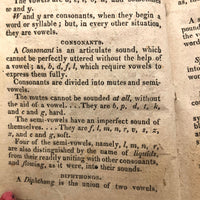 w and y.
W and y are consonants, when they begin a
word or syllable; but, in every other situation,
they are vowels.
CONSONANTS.
A Consonant is an articulate sound, which
cannot be perfectly uttered without the help of a
vowel; as, b, d, f, l, which require vowels to
express them fully.
Consonants are divided into mutes and semi-
vowels.
The mutes cannot be sounded at all, without
the aid of a vowel. They are b, p, t, d, k,
and c and g, hard.
The semi-vowels have an imperfect sound of
themselves. They are f, l, m, n, r, v, s, z,
x, and c and g, soft.
Four of the semi-vowels, namely, l, m, n, r,
are also distinguished by the name of liquids,
from their readily uniting with other consonants,
and flowing, as it were, into their sounds.
DIPHTHONGS.
A Diphthong is the union of two vowels,